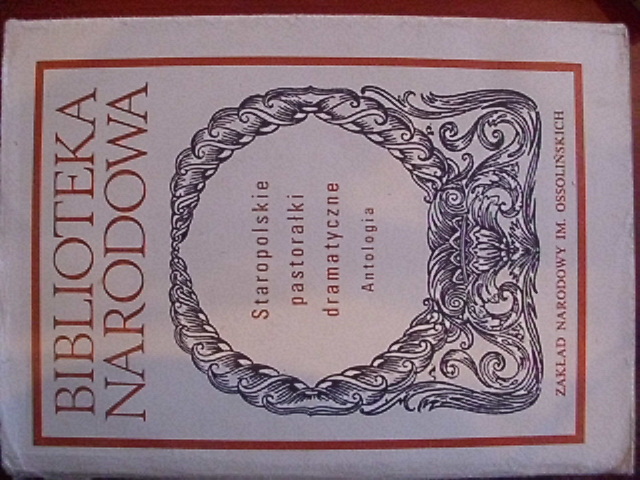 BIBLIOTEKA
NARODOWA
Staropolskie
pastorałki
dramatyczne
Antologia
ZAKŁAD NARODOWY IM. OSSOLIŃSKICH